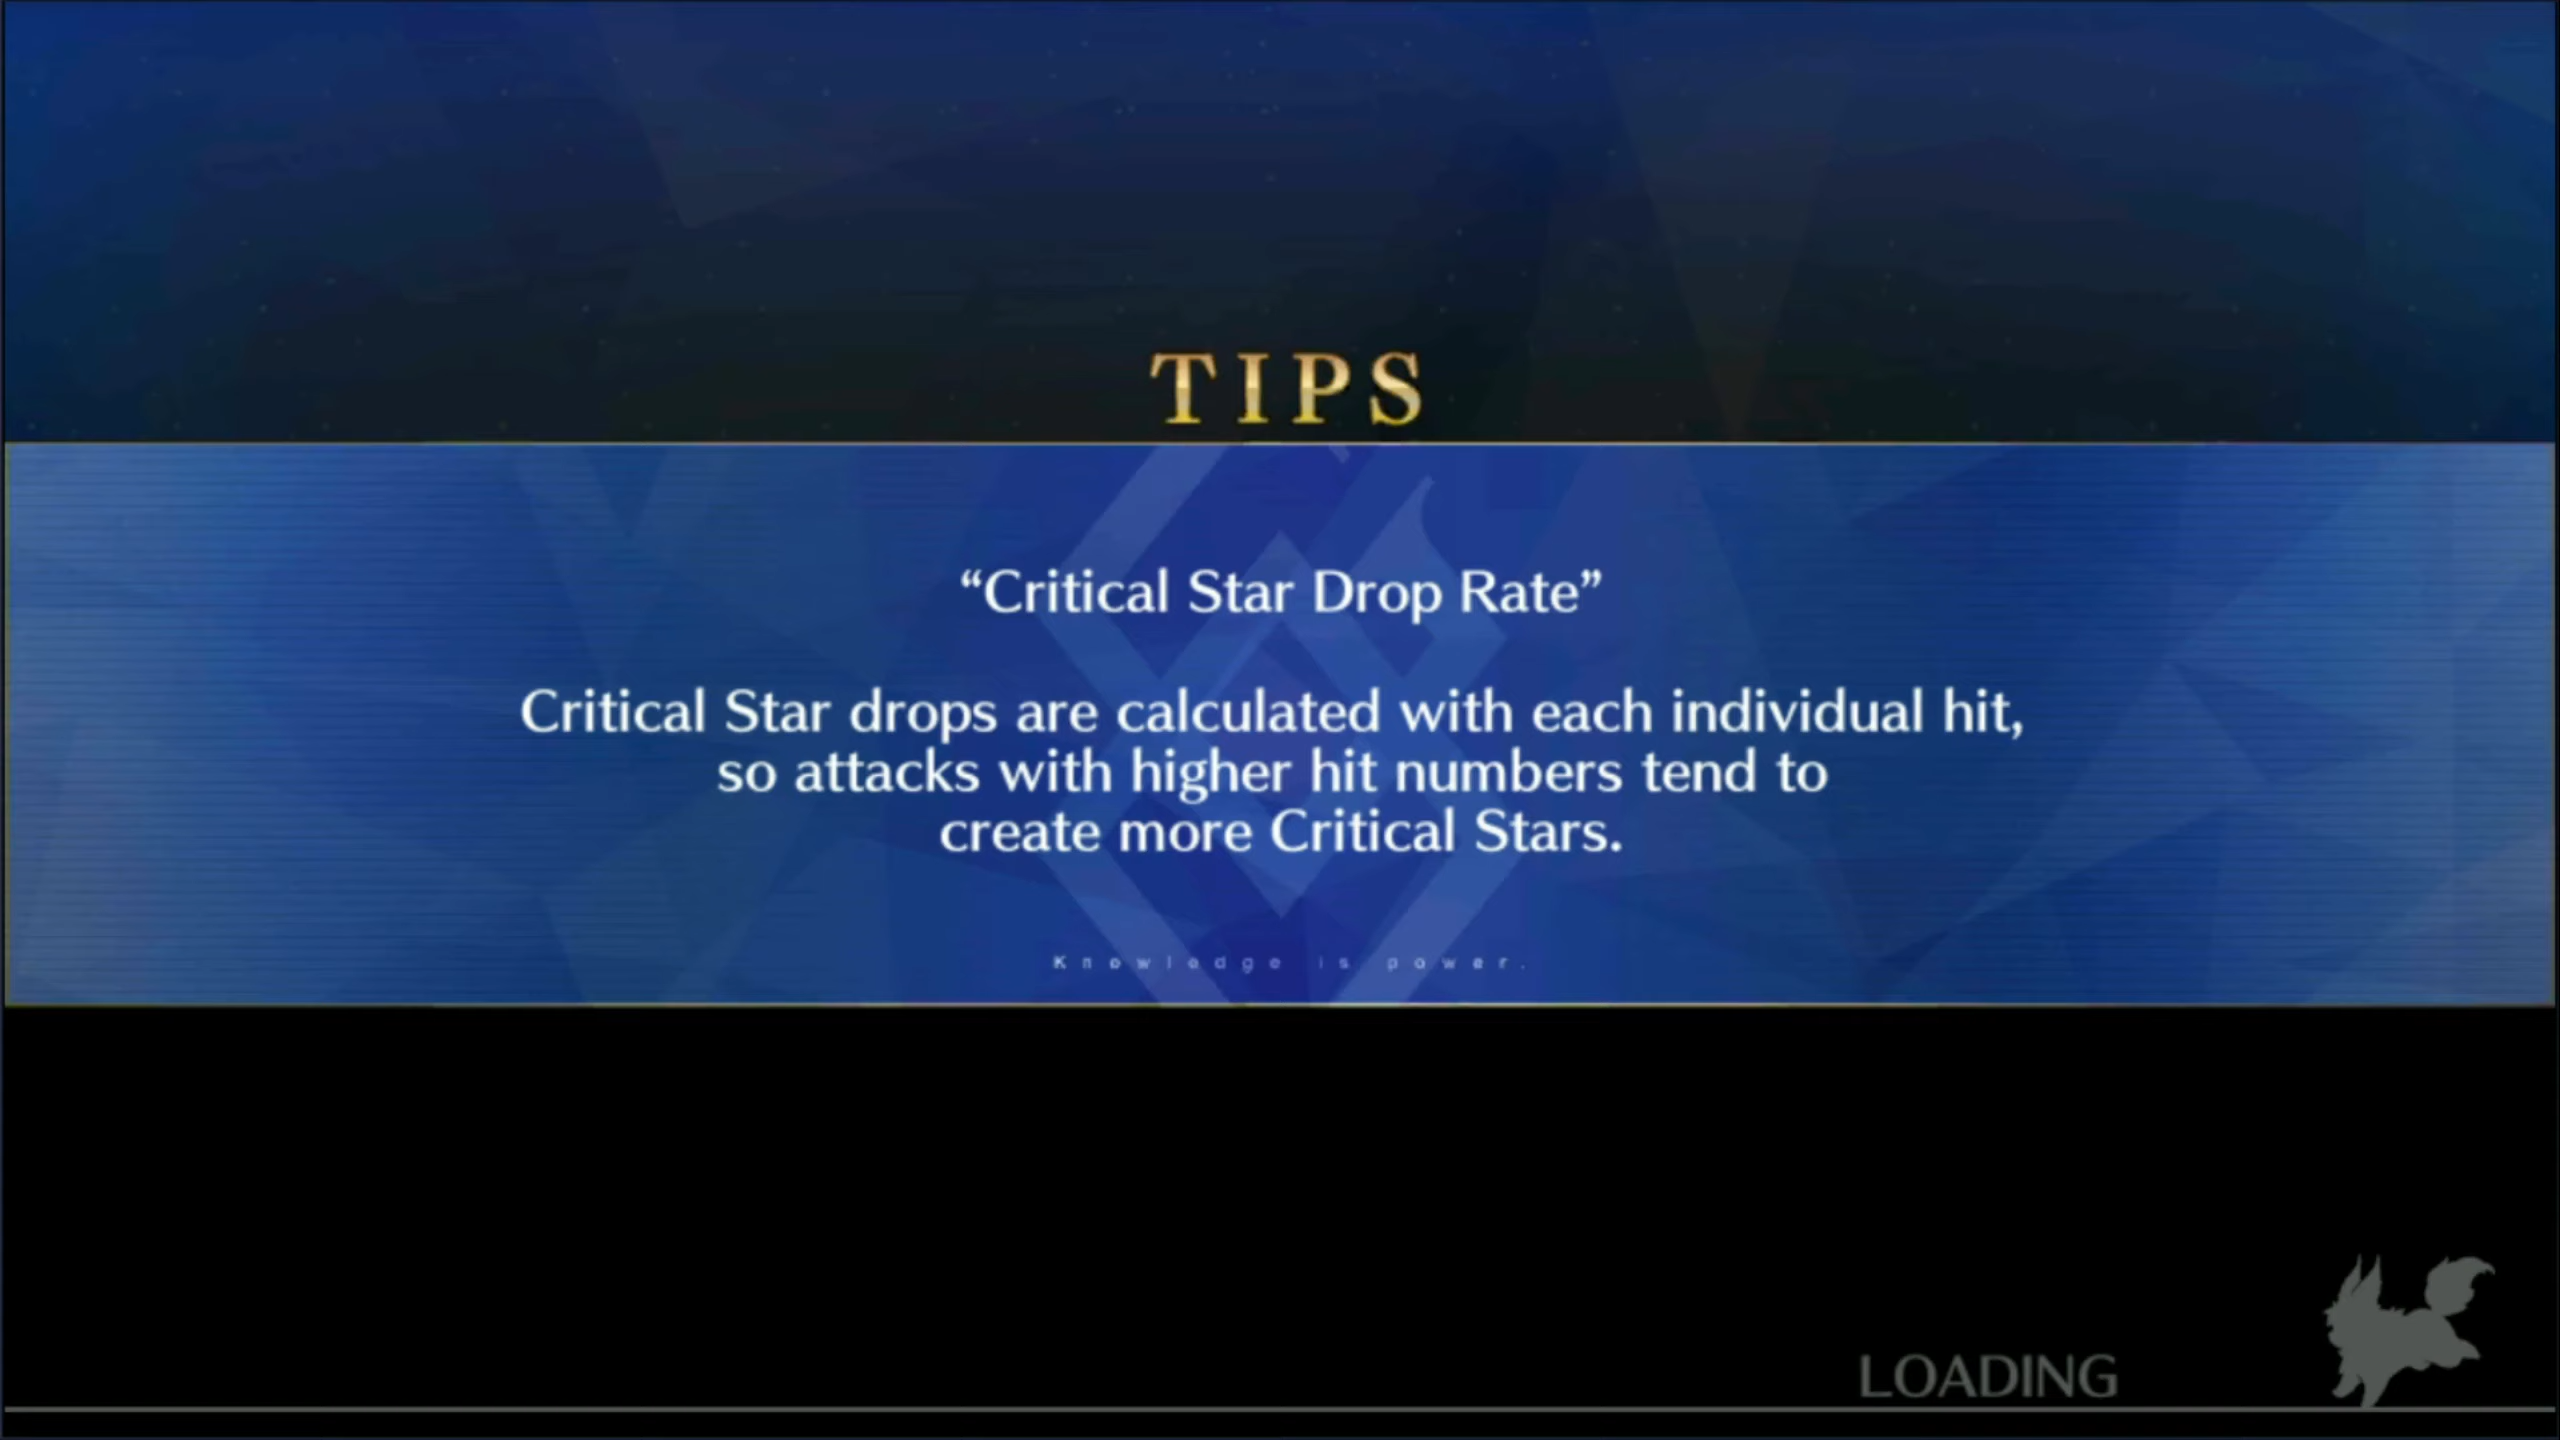 TIPS
“Critical Star Drop Rate”
Critical Star drops are calculated with each individual hit,
so attacks with higher hit numbers tend to
create more Critical Stars.
Knowledge is power.
LOADING